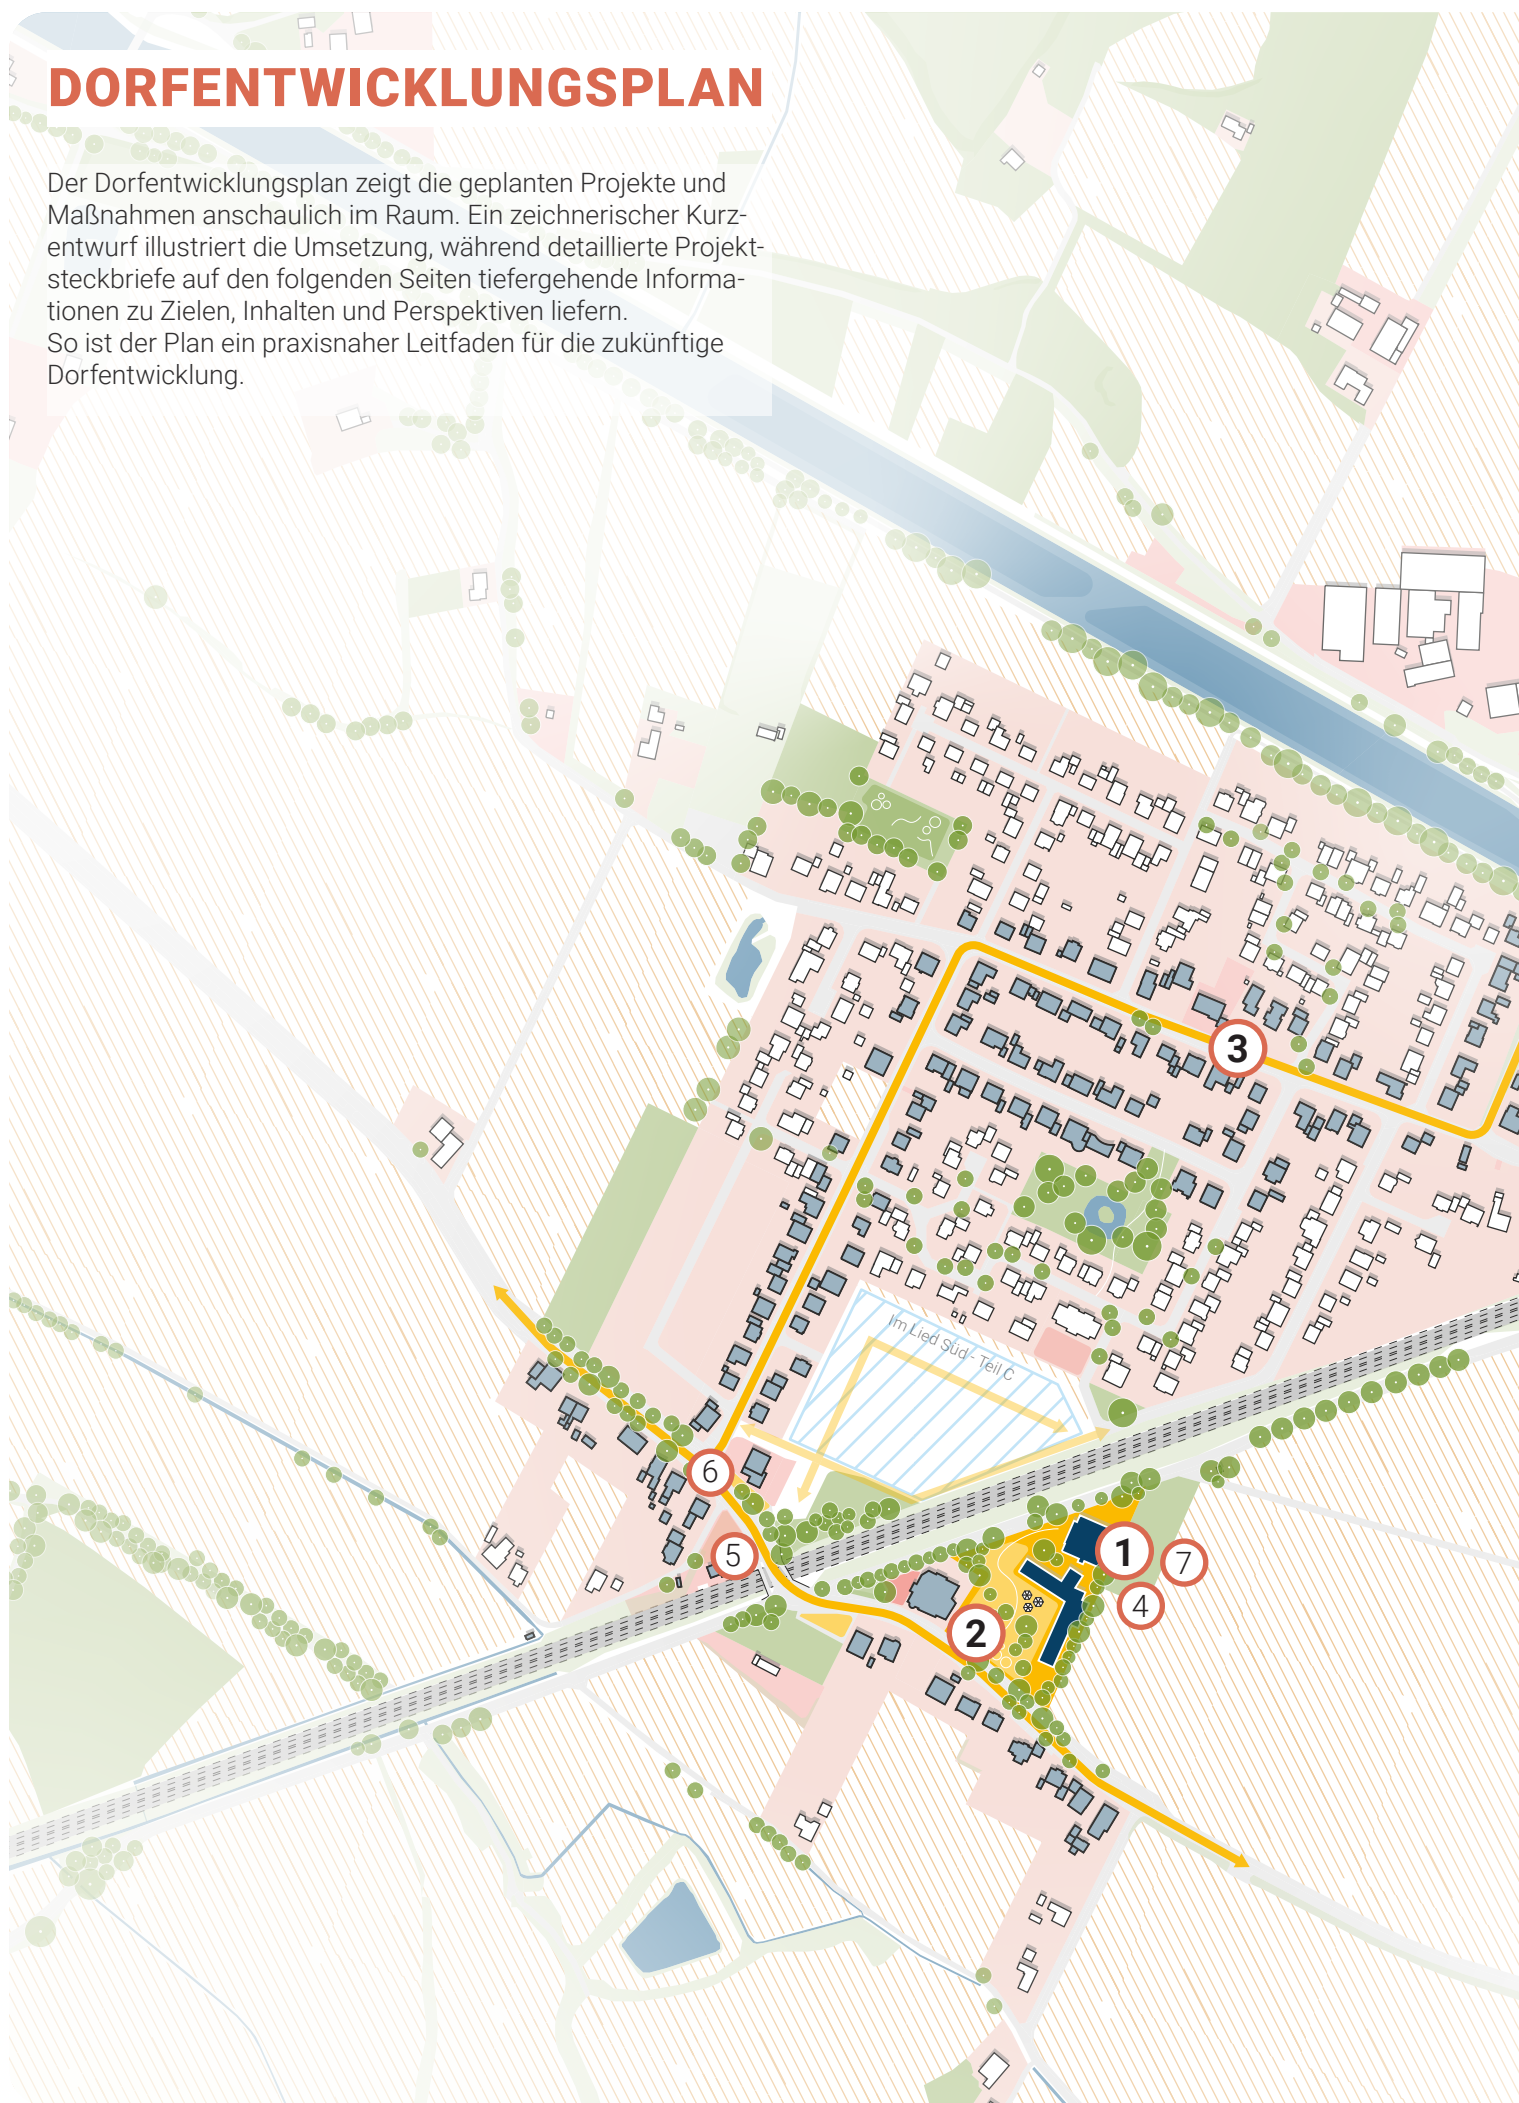 DORFENTWICKLUNGSPLAN
Der Dorfentwicklungsplan zeigt die geplanten Projekte und
Maßnahmen anschaulich im Raum. Ein zeichnerischer Kurz-
entwurf illustriert die Umsetzung, während detaillierte Projekt-
steckbriefe auf den folgenden Seiten tiefergehende Informa-
tionen zu Zielen, Inhalten und Perspektiven liefern.
So ist der Plan ein praxisnaher Leitfaden für die zukünftige
Dorfentwicklung.
3
Im Lied Süd - Teil C
6
5
1
7
4
2